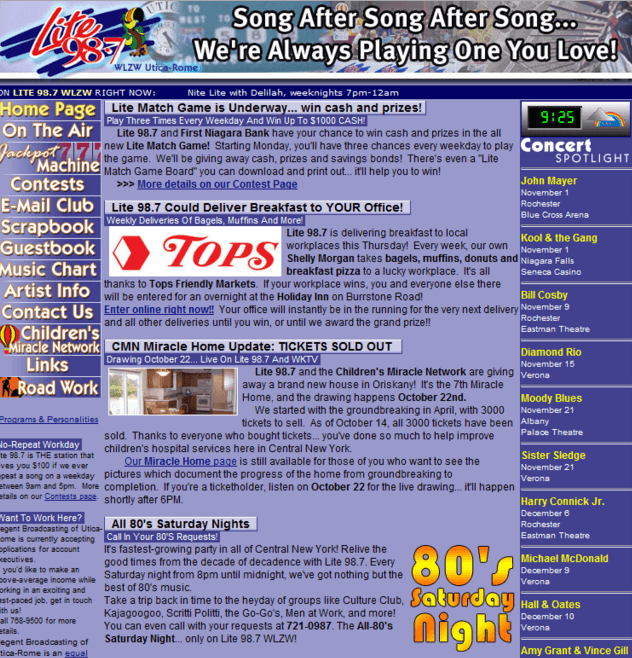 Lite 98.7
WLZW Utica-Rome
Song After Song After Song...
We're Always Playing One You Love!
ON LITE 98.7 WLZW RIGHT NOW: Nite Lite with Delilah, weeknights 7pm-12am
Home Page
On The Air
Jackpot 777
Machine
Contests
E-Mail Club
Scrapbook
Guestbook
Music Chart
Artist Info
Contact Us
Children's
Miracle Network
Links
Road Work
Programs & Personalities
No-Repeat Workday
ite 98.7 is THE station that
ives you $100 if we ever
epeat a song on a weekday
etween 9am and 5pm. More
etails on our Contests page.
Want To Work Here?
egent Broadcasting of Utica-
ome is currently accepting
pplications for account
xecutives.
you'd like to make an
bove-average income while
orking in an exciting and
ast-paced job, get in touch
ith us!
all 768-9500 for more
etails.
egent Broadcasting of
tica-Rome is an equal
Lite Match Game is Underway... win cash and prizes!
Play Three Times Every Weekday And Win Up To $1000 CASH!
Lite 98.7 and First Niagara Bank have your chance to win cash and prizes in the all
new Lite Match Game! Starting Monday, you'll have three chances every weekday to play
the game. We'll be giving away cash, prizes and savings bonds! There's even a "Lite
Match Game Board" you can download and print out... it'll help you to win!
>>> More details on our Contest Page
Lite 98.7 Could Deliver Breakfast to YOUR Office!
Weekly Deliveries Of Bagels, Muffins And More!
TOPS
Lite 98.7 is delivering breakfast to local
workplaces this Thursday! Every week, our own
Shelly Morgan takes bagels, muffins, donuts and
breakfast pizza to a lucky workplace. It's all
thanks to Tops Friendly Markets. If your workplace wins, you and everyone else there
will be entered for an overnight at the Holiday Inn on Burrstone Road!
Enter online right now!! Your office will instantly be in the running for the very next delivery
and all other deliveries until you win, or until we award the grand prize!!
CMN Miracle Home Update: TICKETS SOLD OUT
Drawing October 22... Live On Lite 98.7 And WKTV
Lite 98.7 and the Children's Miracle Network are giving
away a brand new house in Oriskany! It's the 7th Miracle
Home, and the drawing happens October 22nd.
We started with the groundbreaking in April, with 3000
tickets to sell. As of October 14, all 3000 tickets have been
sold. Thanks to everyone who bought tickets... you've done so much to help improve
children's hospital services here in Central New York.
Our Miracle Home page is still available for those of you who want to see the
pictures which document the progress of the home from groundbreaking to
completion. If you're a ticketholder, listen on October 22 for the live drawing... it'll happen
shortly after 6PM.
All 80's Saturday Nights
Call In Your 80'S Requests!
It's fastest-growing party in all of Central New York! Relive the
good times from the decade of decadence with Lite 98.7. Every
Saturday night from 8pm until midnight, we've got nothing but the
best of 80's music.
Take a trip back in time to the heyday of groups like Culture Club,
Kajagoogoo, Scritti Politti, the Go-Go's, Men at Work, and more!
You can even call with your requests at 721-0987. The All-80's
Saturday Night... only on Lite 98.7 WLZW!
80's
Saturday
Night
9:25
Concert
SPOTLIGHT
John Mayer
November 1
Rochester
Blue Cross Arena
Kool & the Gang
November 1
Niagara Falls
Seneca Casino
Bill Cosby
November 9
Rochester
Eastman Theatre
Diamond Rio
November 15
Verona
Moody Blues
November 21
Albany
Palace Theatre
Sister Sledge
November 21
Verona
Harry Connick Jr.
December 6
Rochester
Eastman Theatre
Michael McDonald
December 9
Verona
Hall & Oates
December 10
Verona
Amy Grant & Vince Gill